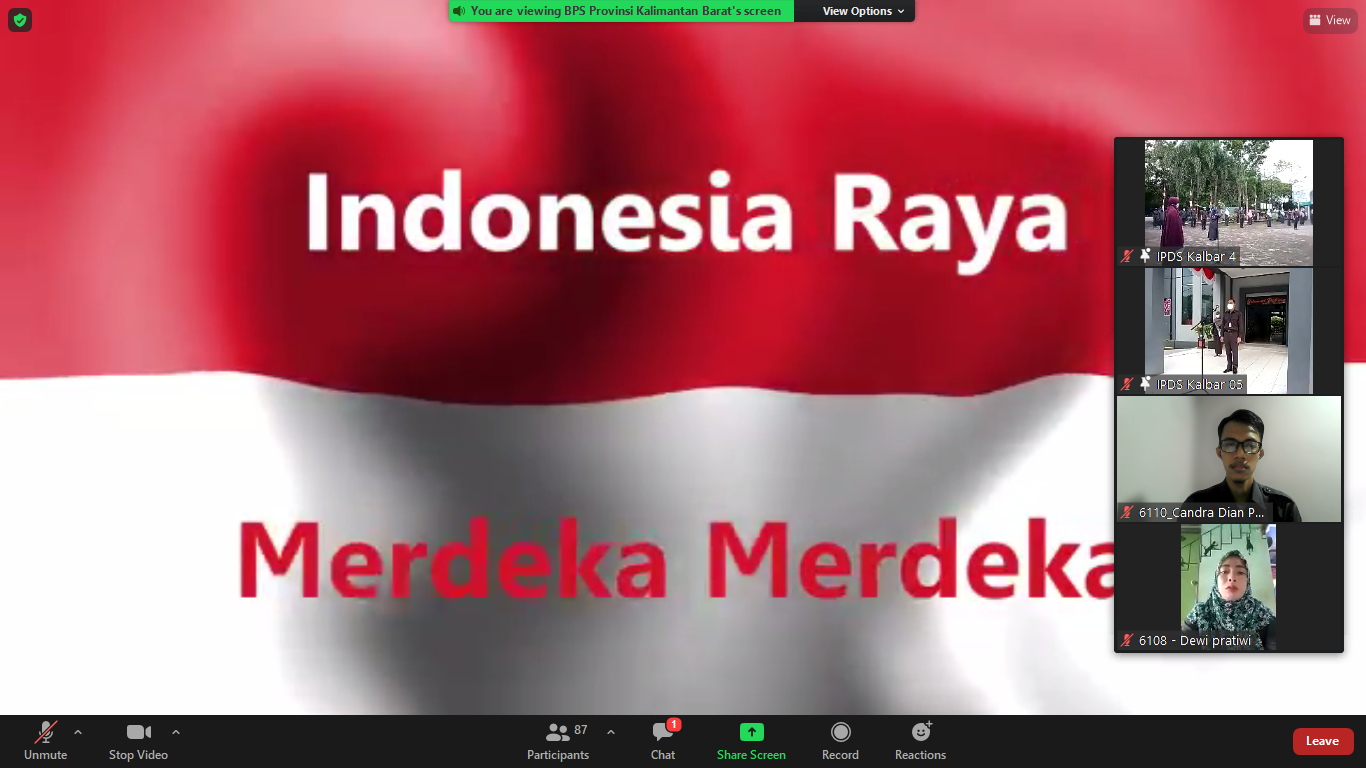 You are viewing BPS Provinsi Kalimantan Barat's screen
View Options
View
Indonesia Raya
Merdeka Merdeka
IPDS Kalbar 4
IPDS Kalbar 05
6110_Candra Dian P...
6108 - Dewi pratiwi
Unmute
Stop Video
Participants
87
Chat
1
Share Screen
Record
Reactions
Leave